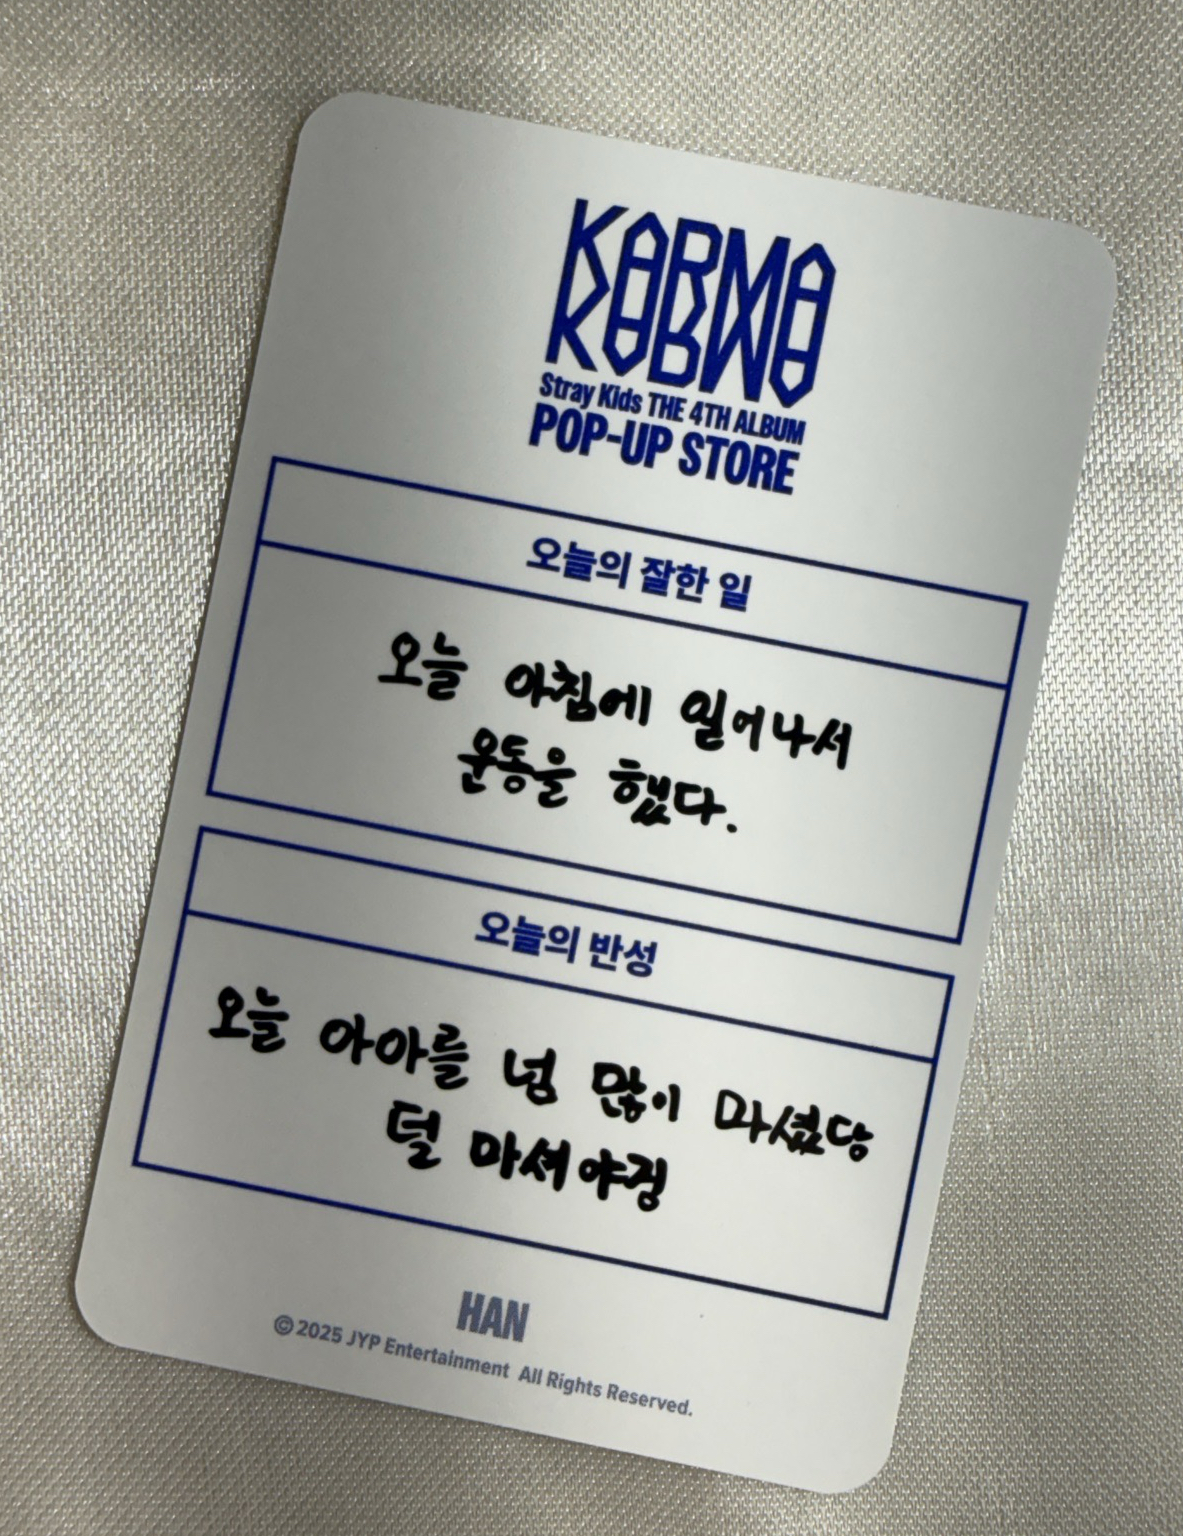 KARMA
KARMA
Stray Kids THE 4TH ALBUM
POP-UP STORE
오늘의 잘한 일
오늘 아침에 일어나서
운동을 했다.
오늘의 반성
오늘 아아를 넘 많이 마셨당
덜 마셔야징
HAN
© 2025 JYP Entertainment All Rights Reserved.